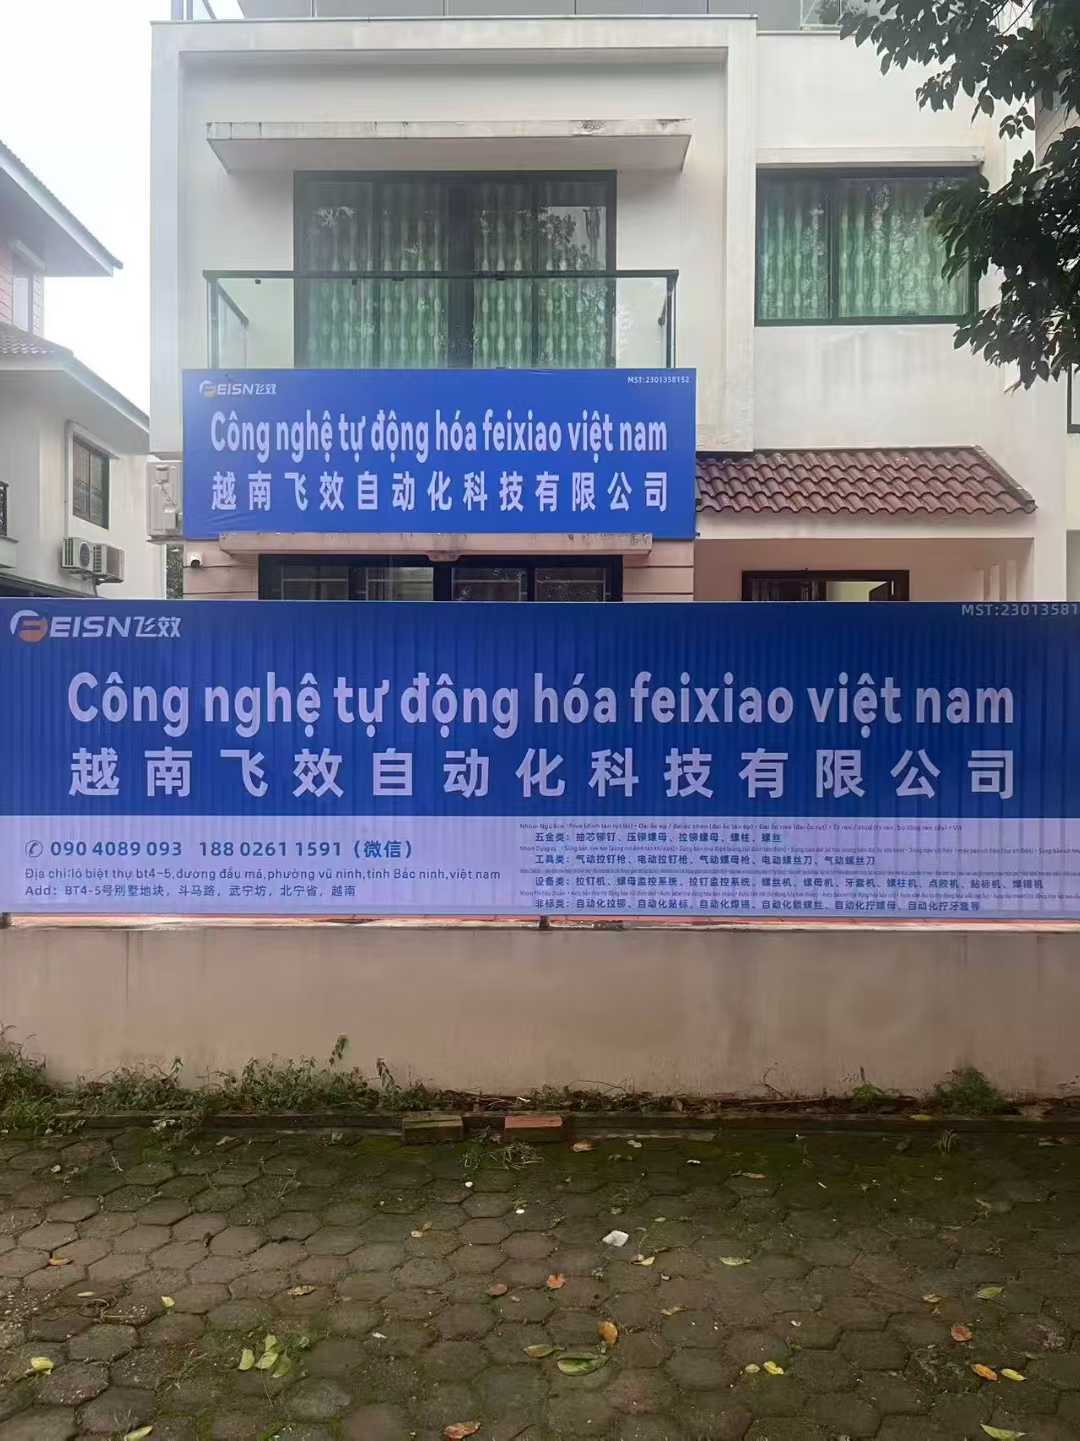 FEISN飞效
MST:2301358152
Công nghệ tự động hóa feixiao việt nam
越南飞效自动化科技有限公司
FEISN飞效
MST:23013581
Công nghệ tự động hóa feixiao việt nam
越南飞效自动化科技有限公司
090 4089 093 188 0261 1591（微信）
Địa chỉ:lô biệt thự bt4-5,đương đấu mả,phường vũ ninh,tỉnh Bắc ninh,việt nam
Add: BT4-5号别墅地块，斗马路，武宁坊，北宁省，越南
五金类：抽芯铆钉、压铆螺母、拉铆螺母、螺柱、螺丝
工具类：气动拉钉枪、电动拉钉枪、气动螺母枪、电动螺丝刀、气动螺丝刀
设备类：拉钉机、螺母监控系统、拉钉监控系统、螺丝机、螺母机、牙套机、螺柱机、点胶机、贴标机、焊锡机
非标类：自动化拉铆、自动化贴标、自动化焊锡、自动化锁螺丝、自动化拧螺母、自动化拧牙套等